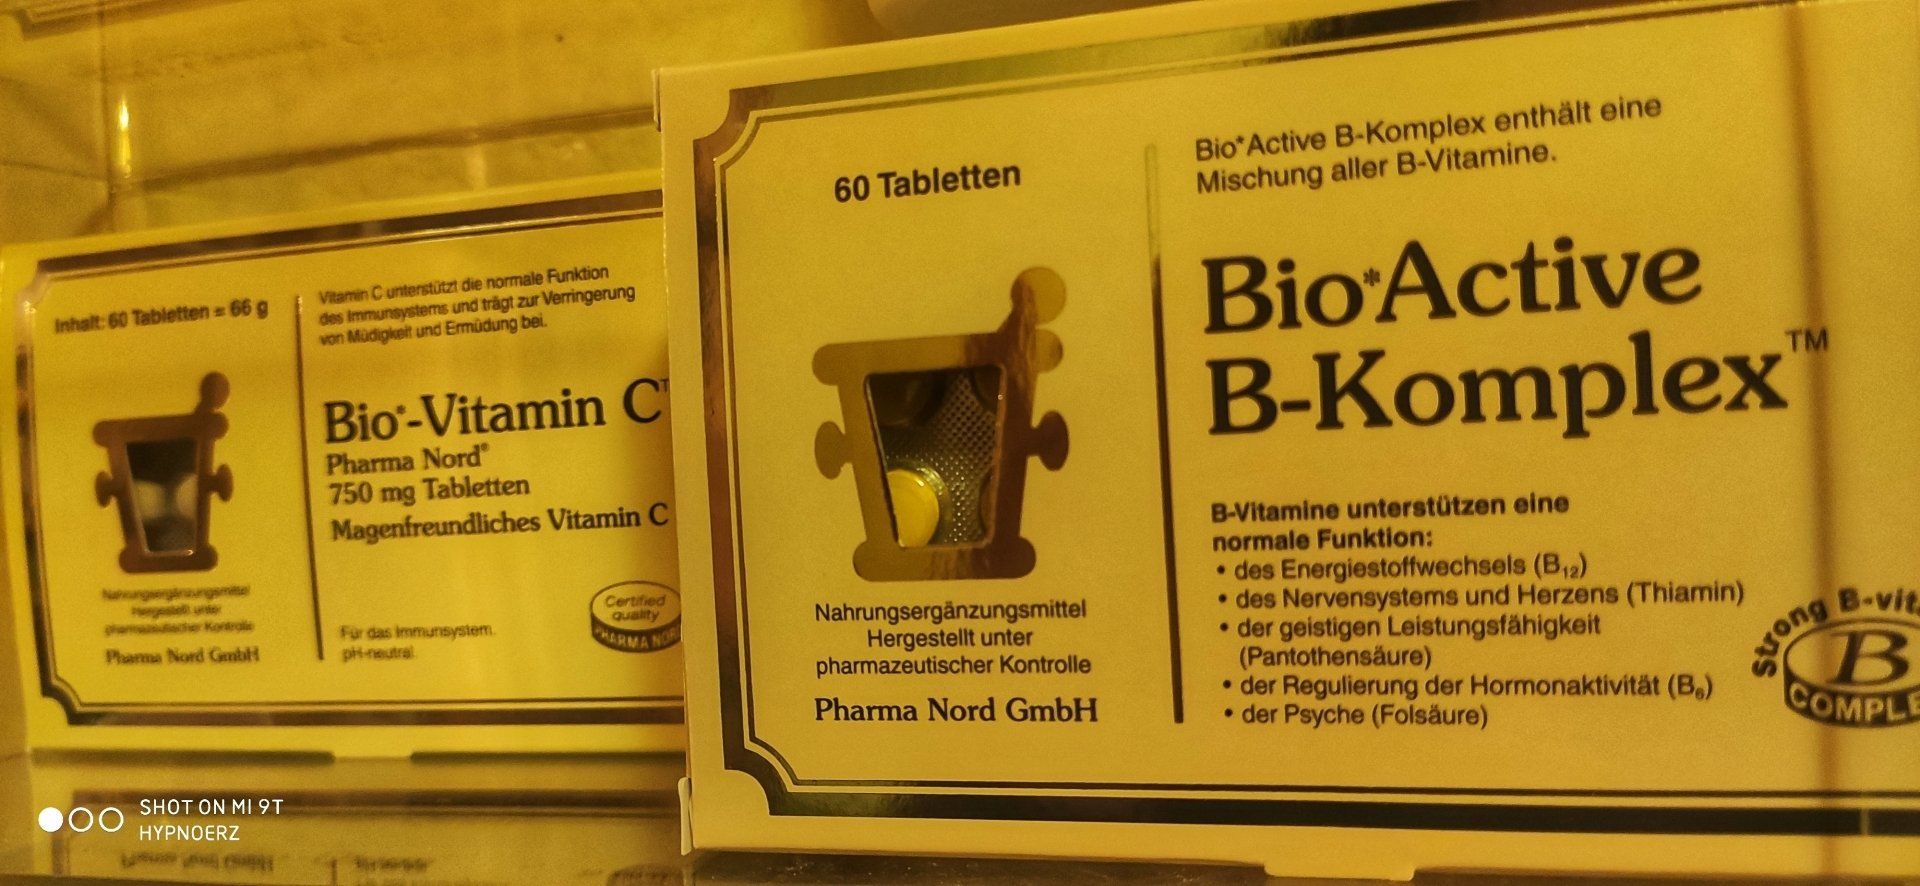 Inhalt: 60 Tabletten = 66 g
Vitamin C unterstützt die normale Funktion
des Immunsystems und trägt zur Verringerung
von Müdigkeit und Ermüdung bei.
Bio*-Vitamin C
Pharma Nord®
750 mg Tabletten
Magenfreundliches Vitamin C
Nahrungsergänzungsmittel
Hergestellt unter
pharmazeutischer Kontrolle
Pharma Nord GmbH
Für das Immunsystem.
pH-neutral.
Certified
quality
PHARMA NORD
60 Tabletten
Bio*Active B-Komplex enthält eine
Mischung aller B-Vitamine.
Bio*Active
B-Komplex™
B-Vitamine unterstützen eine
normale Funktion:
• des Energiestoffwechsels (B₁₂)
• des Nervensystems und Herzens (Thiamin)
• der geistigen Leistungsfähigkeit
(Pantothensäure)
• der Regulierung der Hormonaktivität (B₆)
• der Psyche (Folsäure)
Nahrungsergänzungsmittel
Hergestellt unter
pharmazeutischer Kontrolle
Pharma Nord GmbH
Strong B-vit
B
COMPLE
SHOT ON MI 9T
HYPNOERZ